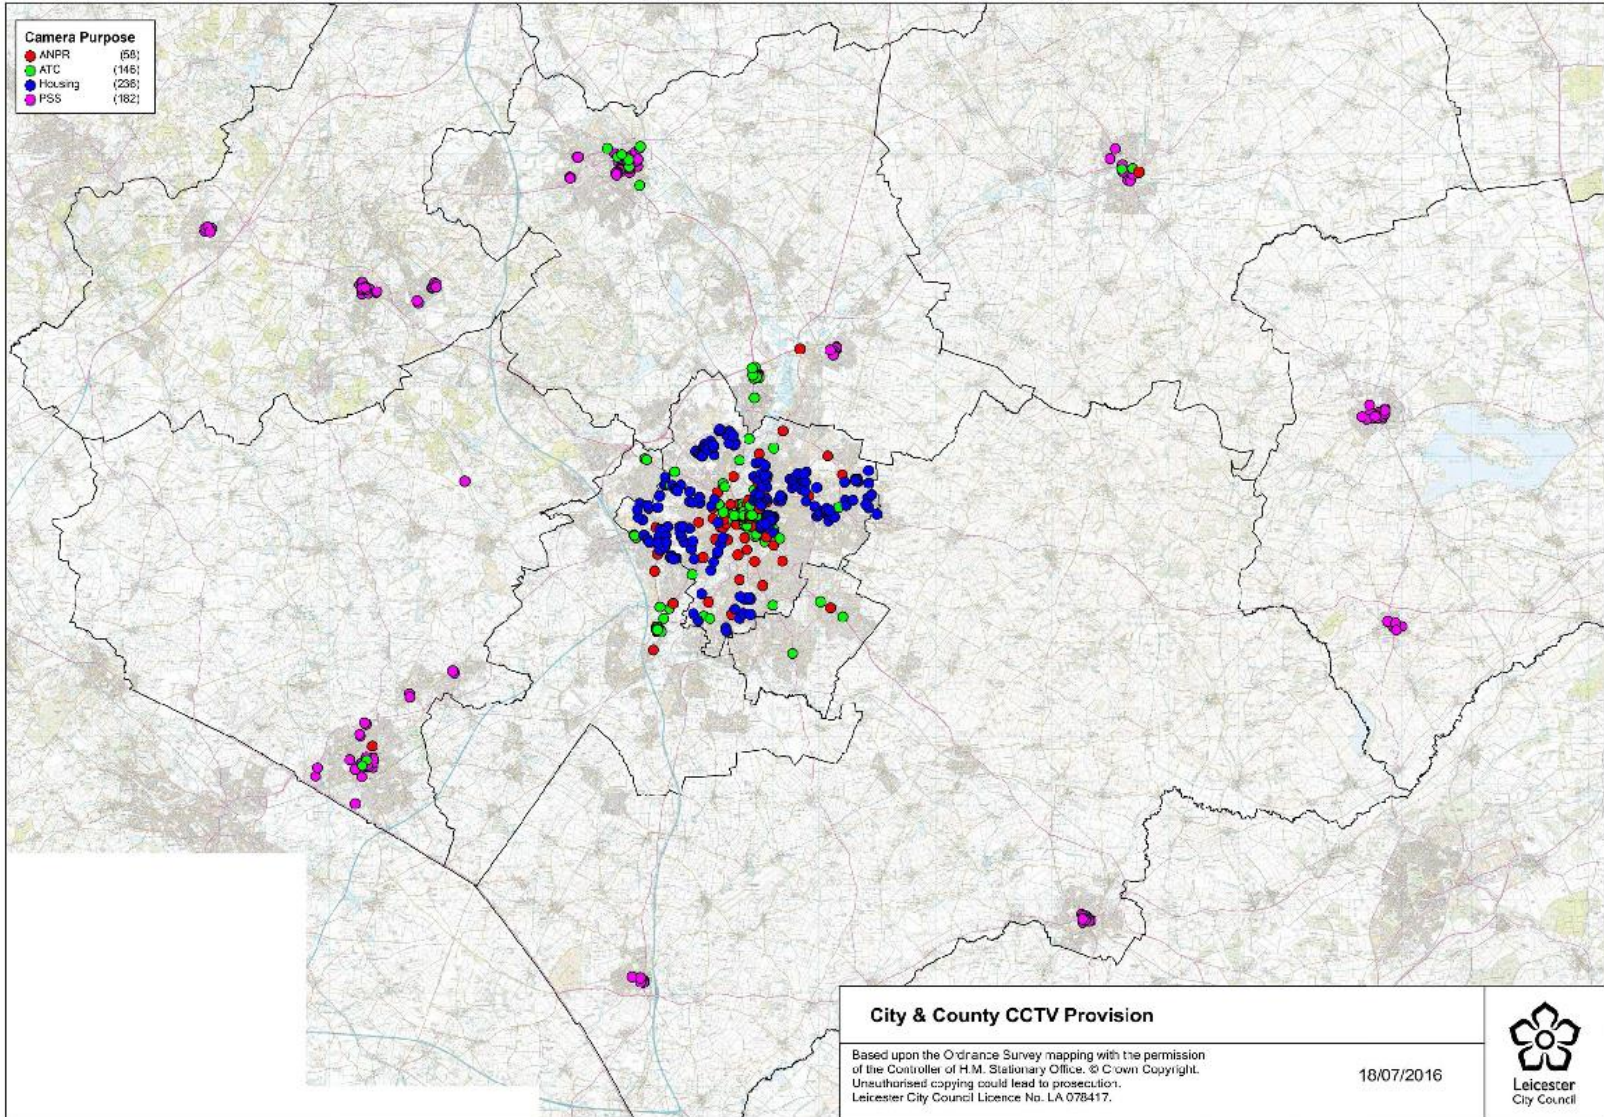 Camera Purpose
ANPR (58)
ATC (146)
Housing (236)
PSS (182)
City & County CCTV Provision
Based upon the Ordnance Survey mapping with the permission
of the Controller of H.M. Stationary Office. © Crown Copyright.
Unauthorised copying could lead to prosecution.
Leicester City Council Licence No. LA 078417.
18/07/2016
Leicester
City Council